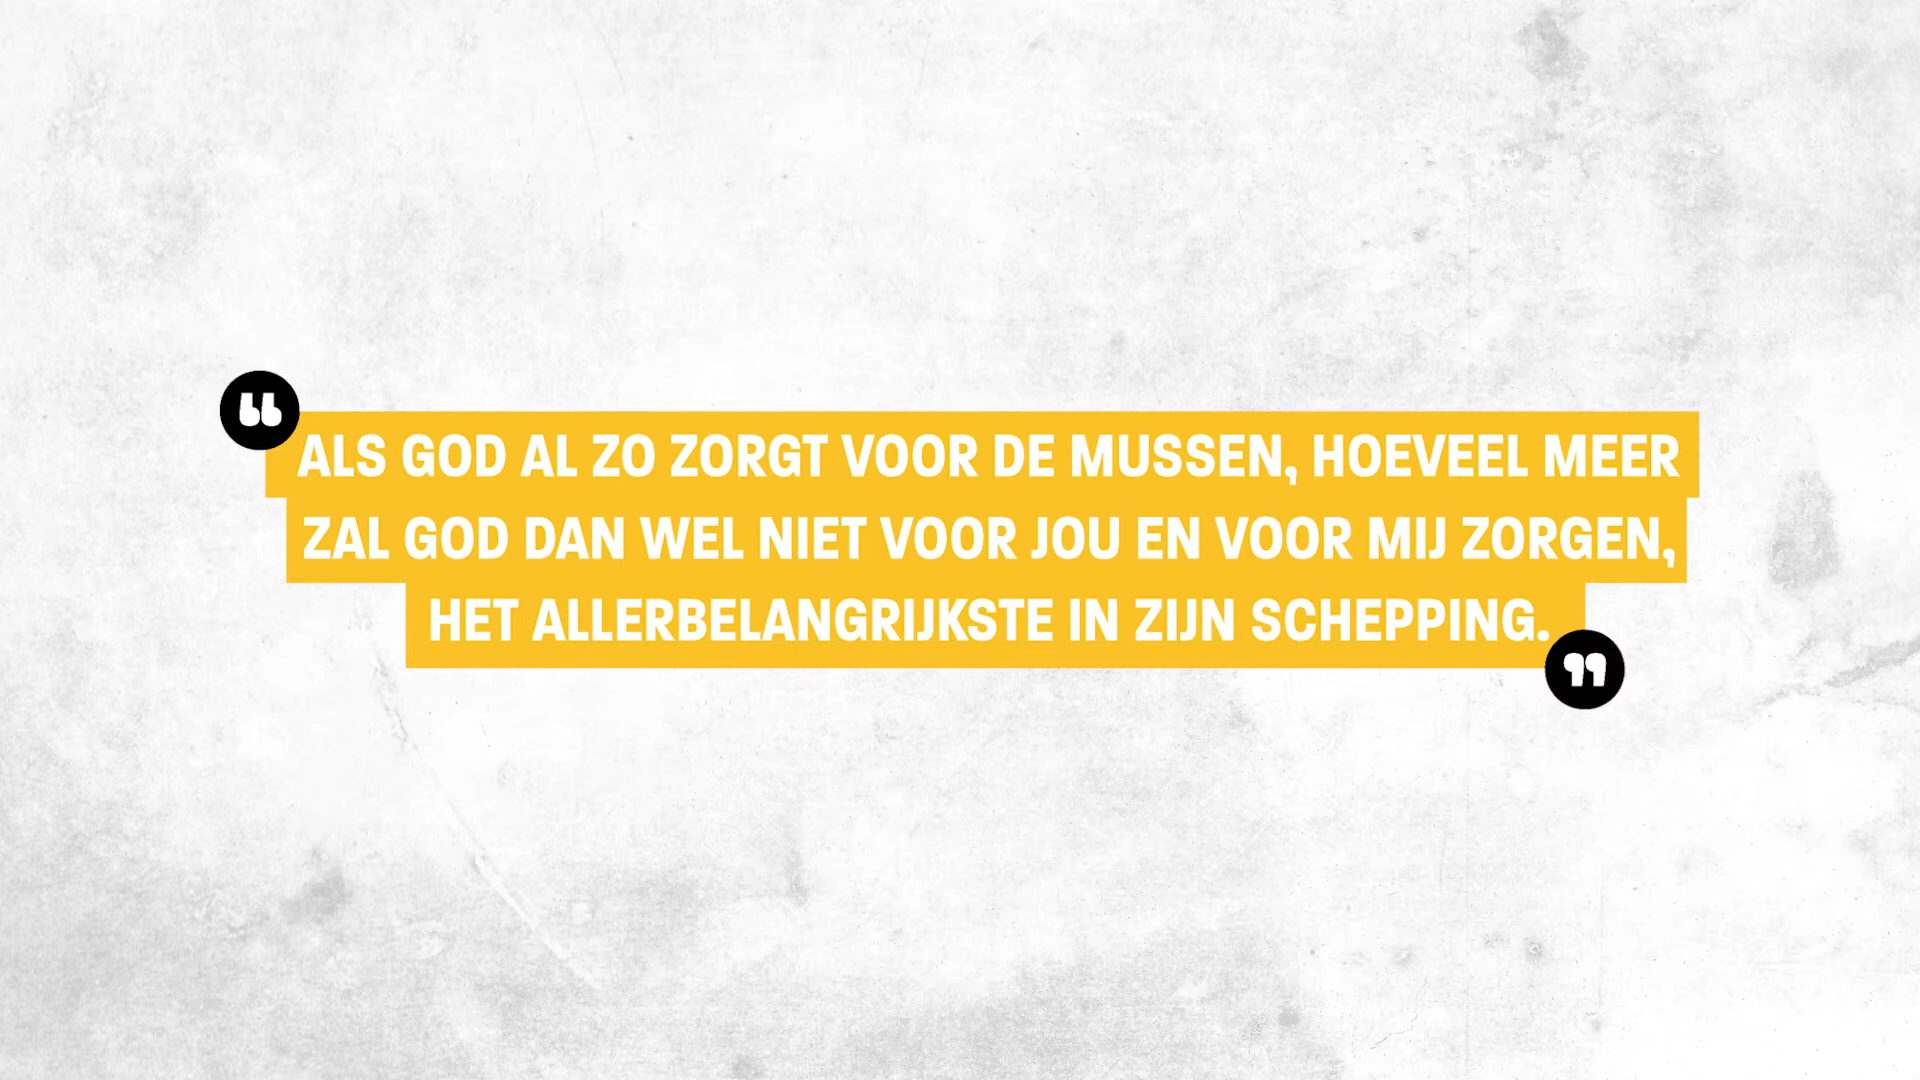 “ALS GOD AL ZO ZORGT VOOR DE MUSSEN, HOEVEEL MEER
ZAL GOD DAN WEL NIET VOOR JOU EN VOOR MIJ ZORGEN,
HET ALLERBELANGRIJKSTE IN ZIJN SCHEPPING.”